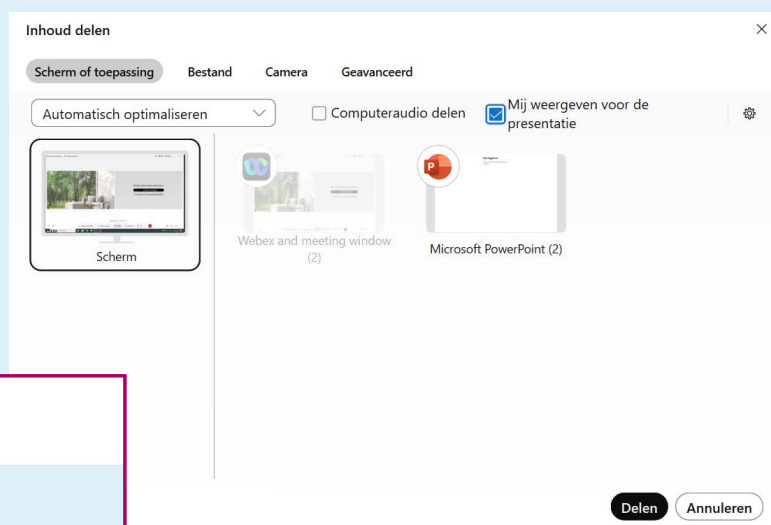 Inhoud delen
Scherm of toepassing Bestand Camera Geavanceerd
Automatisch optimaliseren Computeraudio delen Mij weergeven voor de
presentatie
Scherm
Webex and meeting window
(2)
P
Microsoft PowerPoint (2)
Delen Annuleren